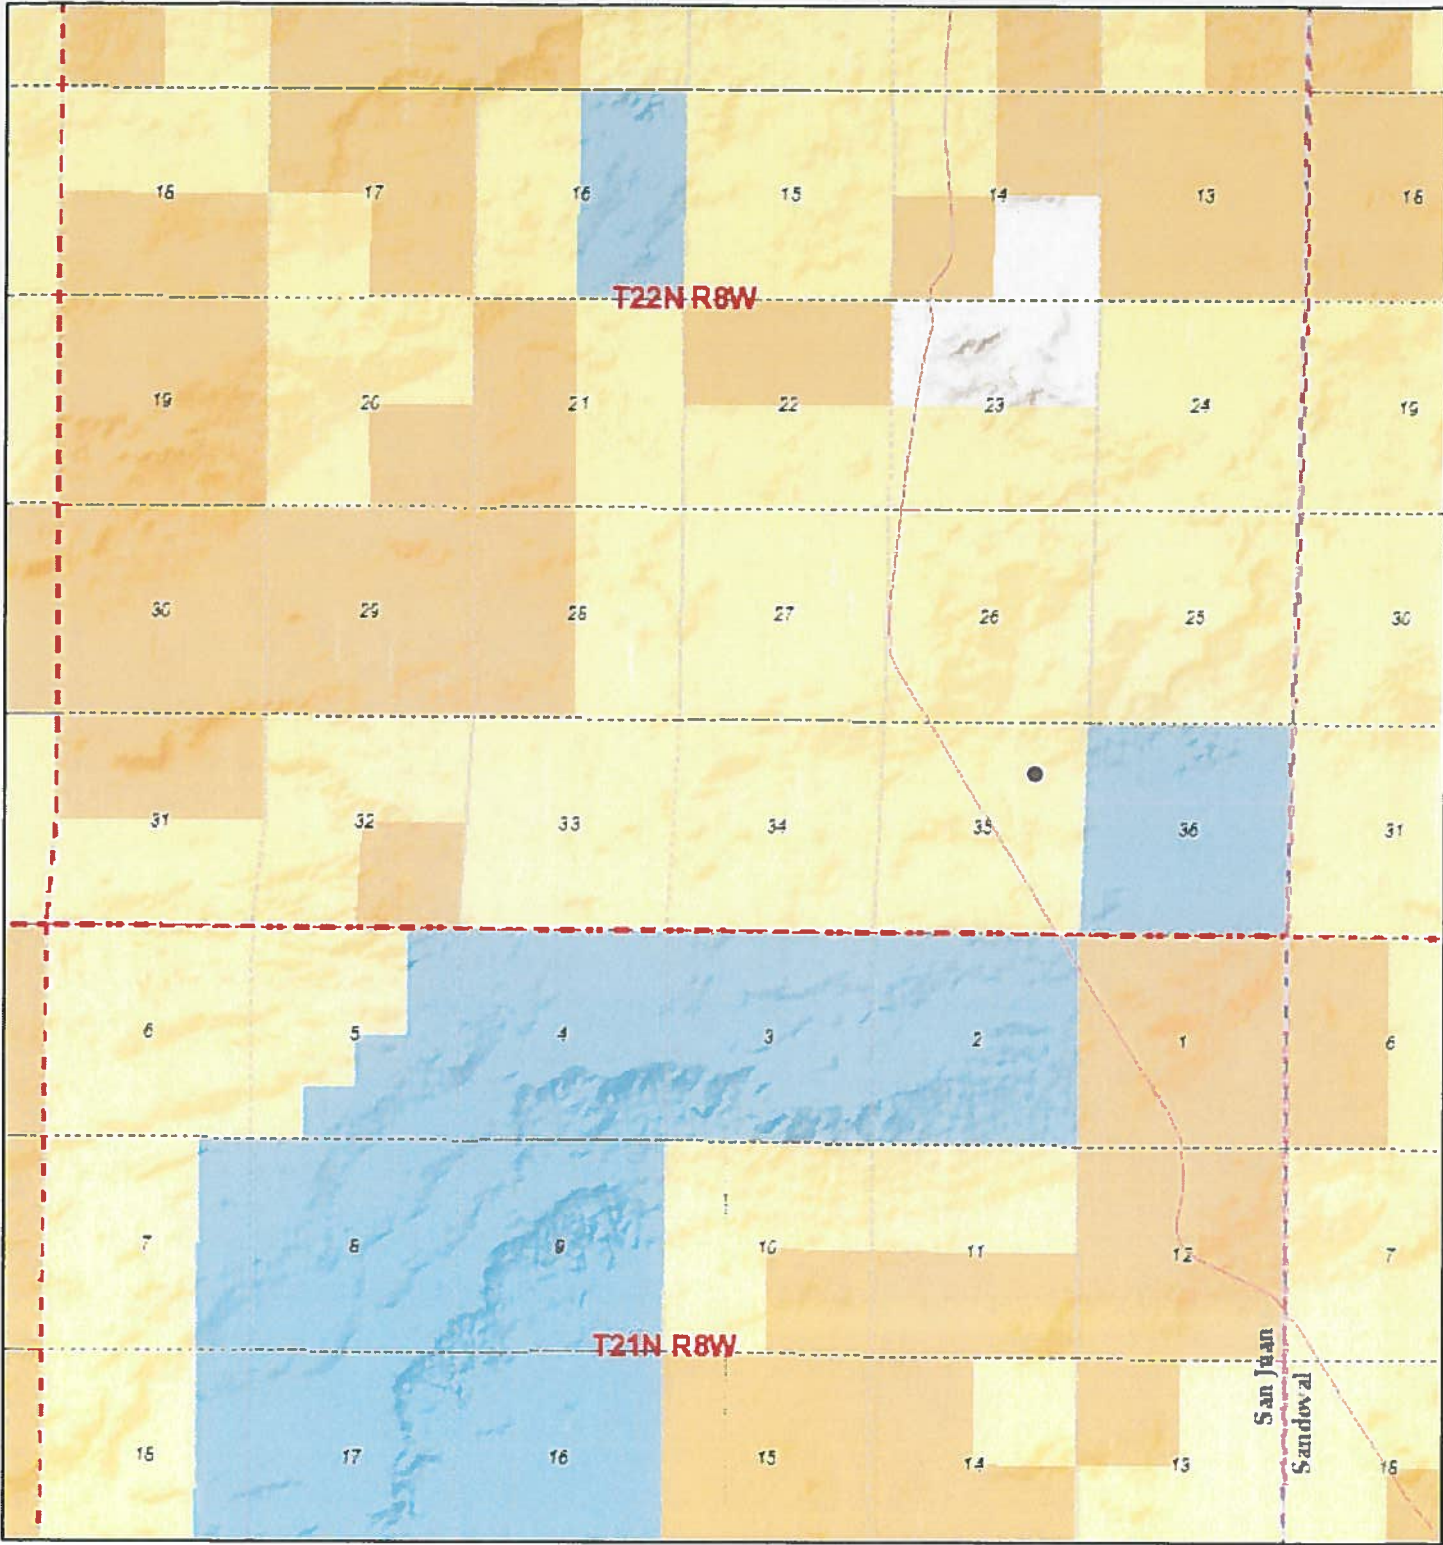 18 17 16 15 14 13 18
T22N R8W
19 20 21 22 23 24 19
30 29 28 27 26 25 30
31 32 33 34 35 36 31
6 5 4 3 2 1 6
7 8 9 10 11 12 7
T21N R8W
San Juan
Sandoval
18 17 16 15 14 13 18